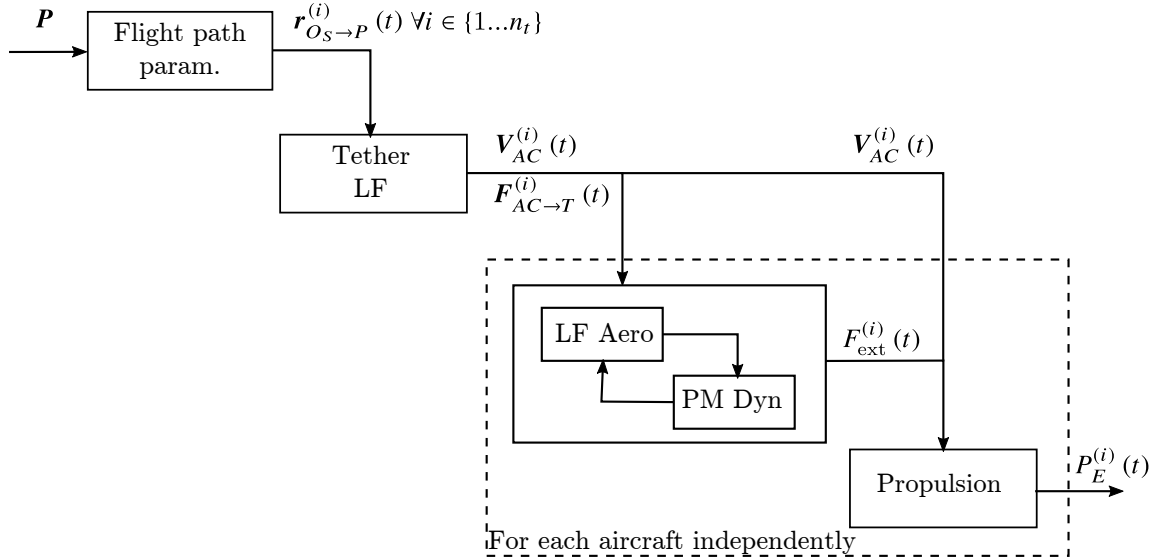 P
Flight path
param.
r_{O_S→P}^{(i)} (t) ∀i ∈ {1...n_t}
Tether
LF
V_{AC}^{(i)} (t)
F_{AC→T}^{(i)} (t)
V_{AC}^{(i)} (t)
LF Aero
PM Dyn
F_{ext}^{(i)} (t)
Propulsion
P_E^{(i)} (t)
For each aircraft independently